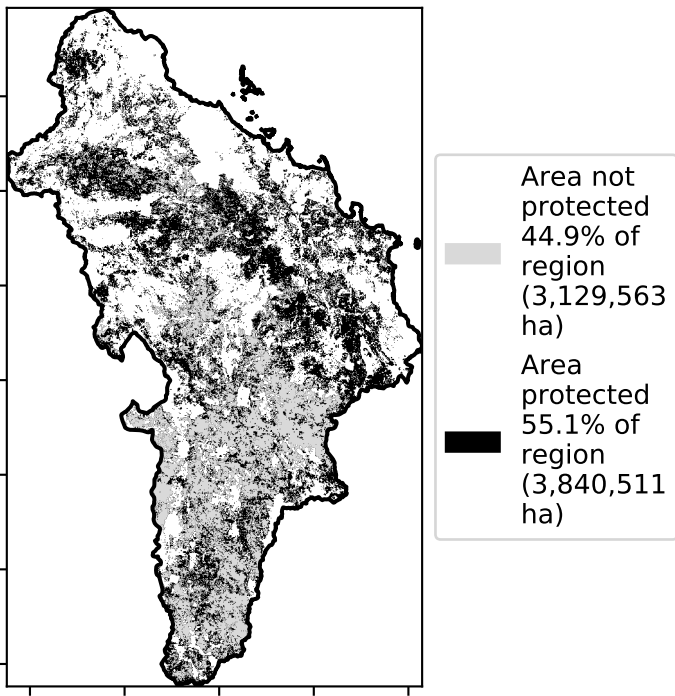 Area not
protected
44.9% of
region
(3,129,563
ha)
Area
protected
55.1% of
region
(3,840,511
ha)